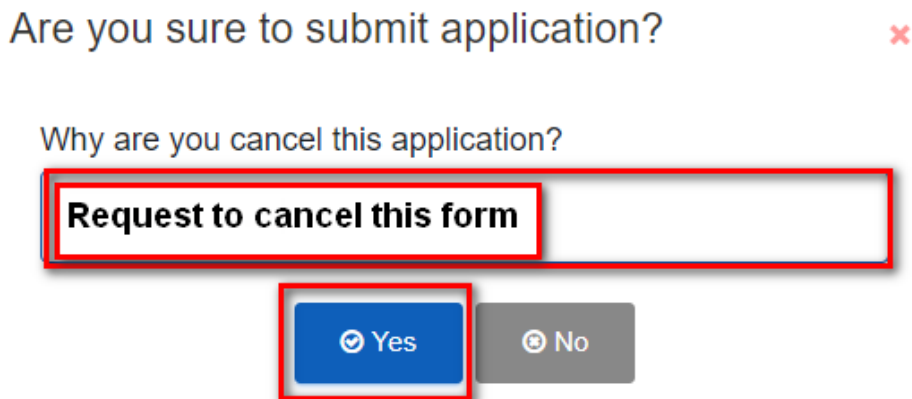 Are you sure to submit application?
Why are you cancel this application?
Request to cancel this form
Yes
No